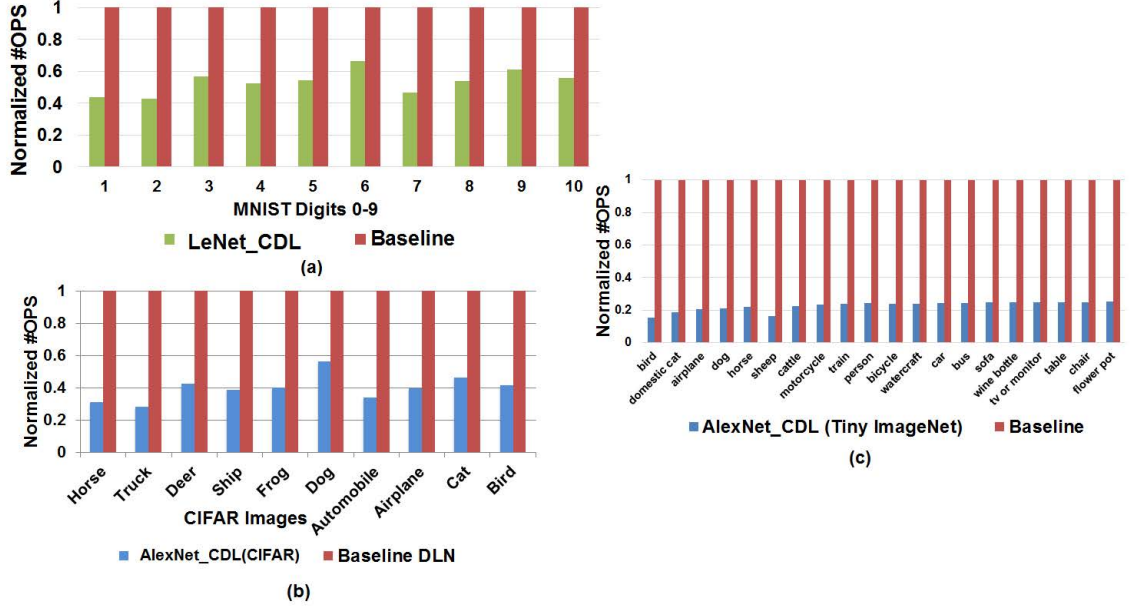 Normalized #OPS
1
0.8
0.6
0.4
0.2
0
1 2 3 4 5 6 7 8 9 10
MNIST Digits 0-9
LeNet_CDL Baseline
(a)
Normalized #OPS
1
0.8
0.6
0.4
0.2
0
Horse Truck Deer Ship Frog Dog Automobile Airplane Cat Bird
CIFAR Images
AlexNet_CDL(CIFAR) Baseline DLN
(b)
Normalized #OPS
1
0.8
0.6
0.4
0.2
0
bird domestic cat airplane dog horse sheep cattle motorcycle train person bicycle watercraft car bus sofa wine bottle tv or monitor table chair flower pot
AlexNet_CDL (Tiny ImageNet) Baseline
(c)